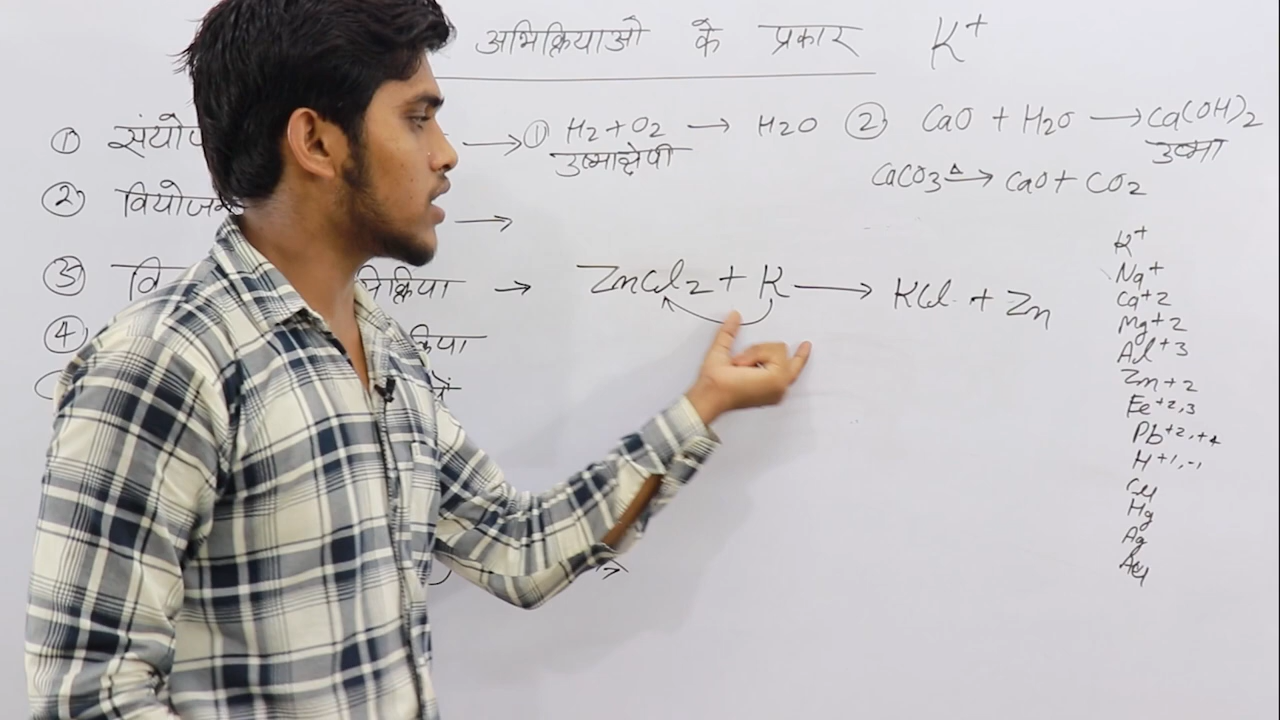 अभिक्रियाओ के प्रकार K⁺
① → ① H2 + O2 → H2O ② CaO + H2O → Ca(OH)2
उष्माक्षेपी उष्मा
CaCO3 Δ→ CaO + CO2
② →
③ → ZnCl2 + K → KCl + Zn
④
K⁺
Na⁺
Ca+2
Mg+2
Al+3
Zn+2
Fe+2,3
Pb+2,+4
H+1,-1
Cu
Hg
Ag
Au